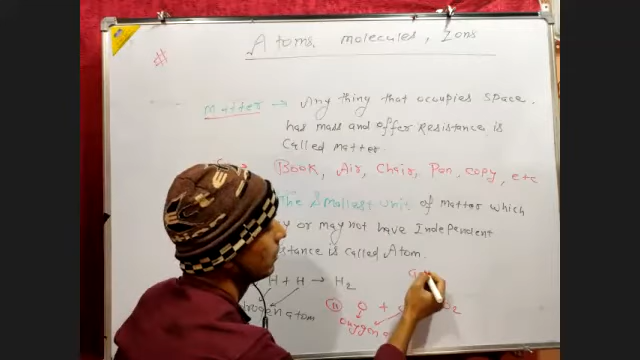 Atoms, molecules, Ions
#
matter → Any thing that occupies space.
has mass and offer Resistance is
called matter.
Book, Air, Chair, Pen, copy, etc
The Smallest unit of matter which
or may not have Independent
is called Atom.
H + H → H2
atom
O +
oxygen